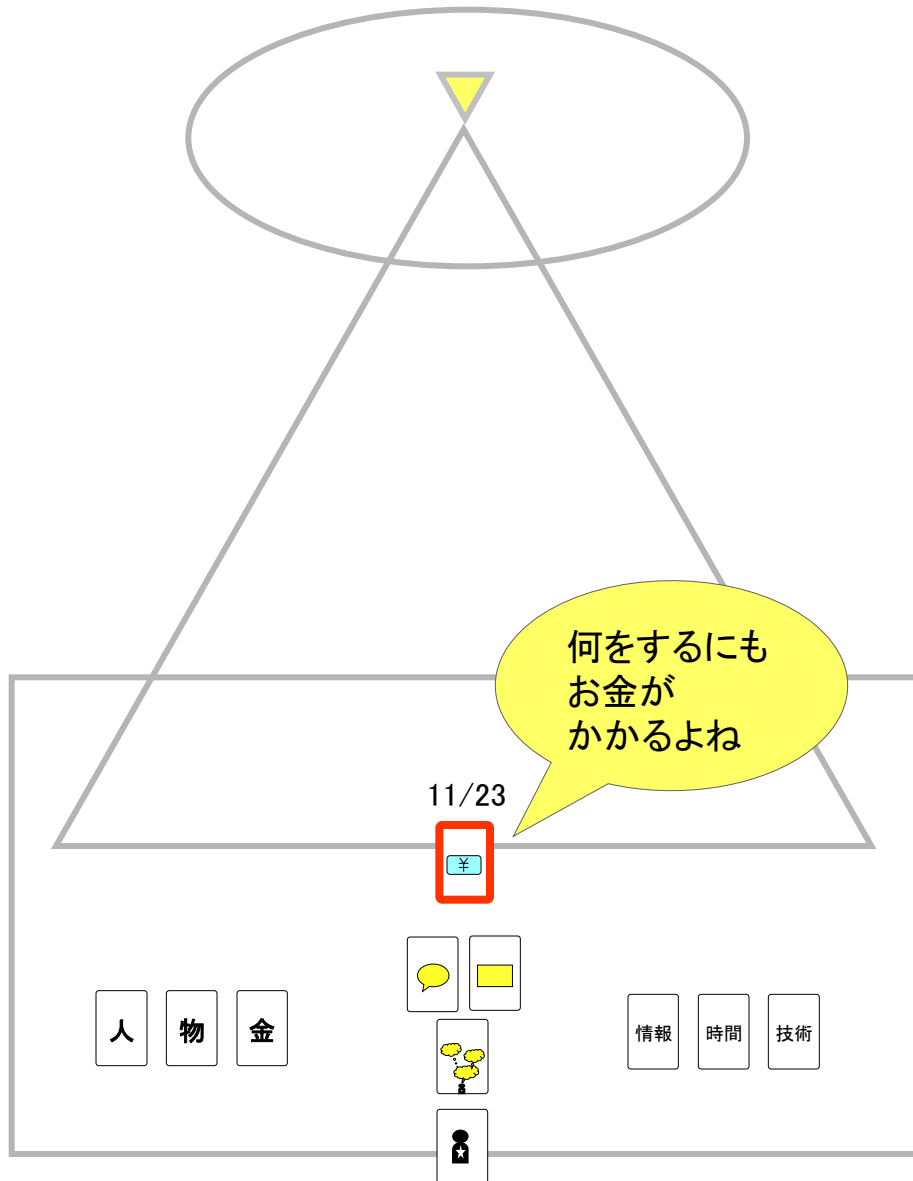 何をするにも
お金が
かかるよね
11/23
¥
人 物 金
情報 時間 技術